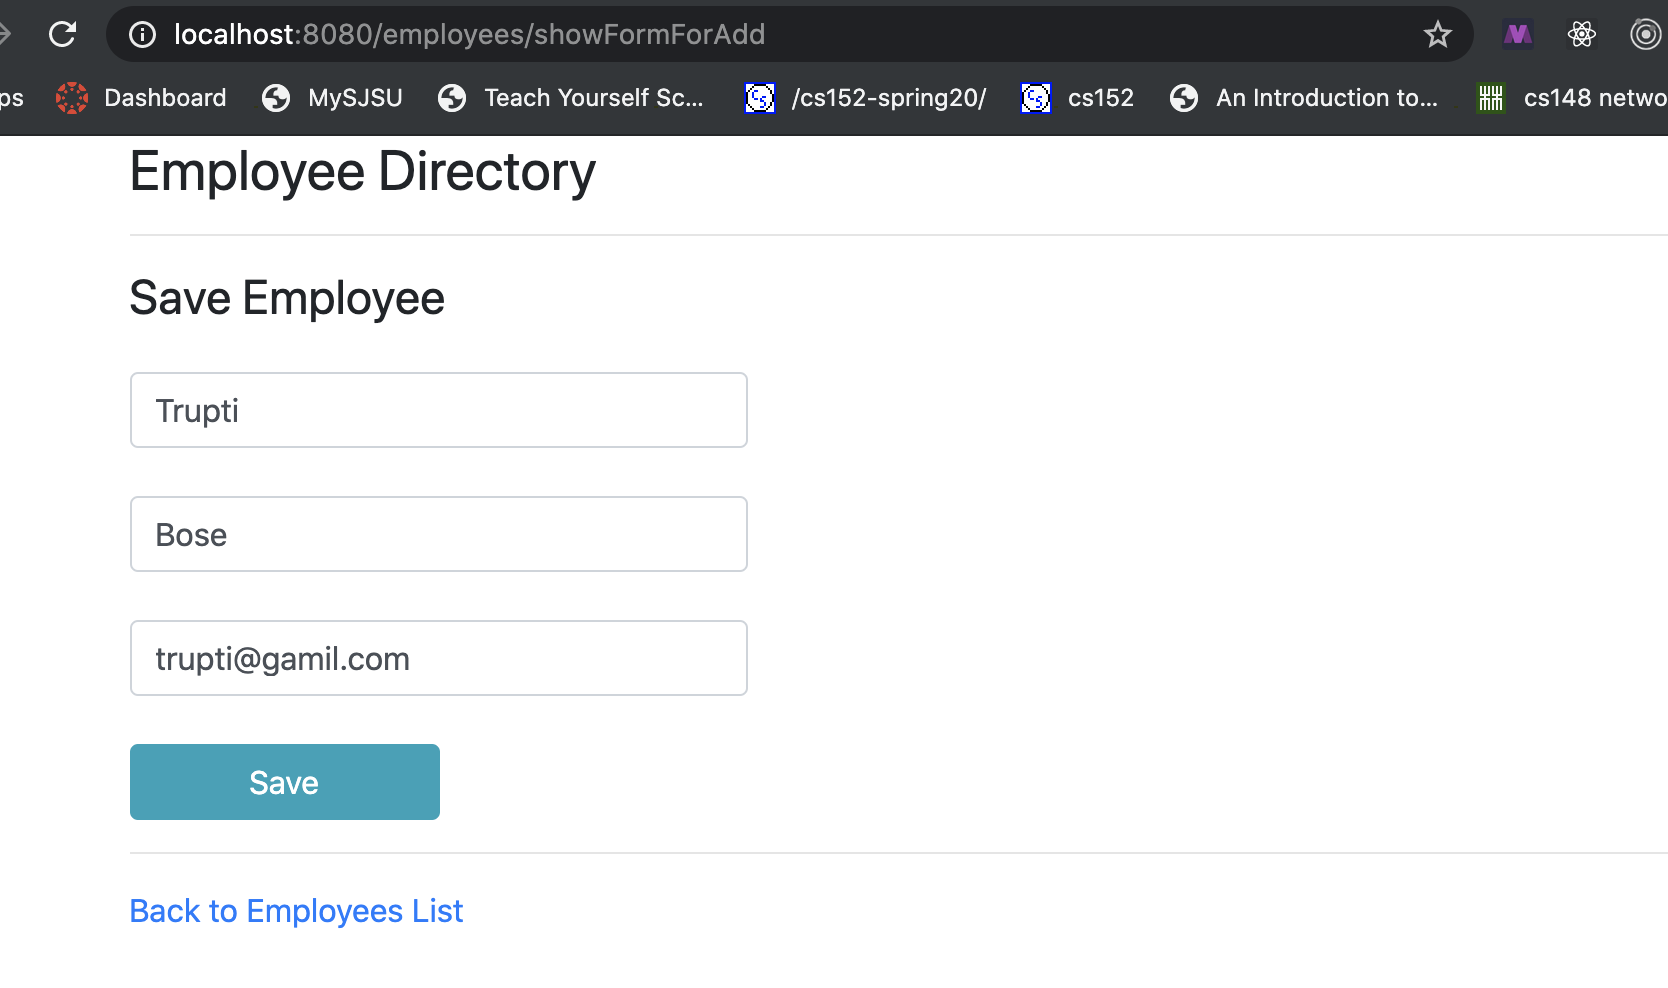 localhost:8080/employees/showFormForAdd
ps Dashboard MySJSU Teach Yourself Sc... /cs152-spring20/ cs152 An Introduction to... cs148 netwo
Employee Directory
Save Employee
Trupti
Bose
trupti@gamil.com
Save
Back to Employees List